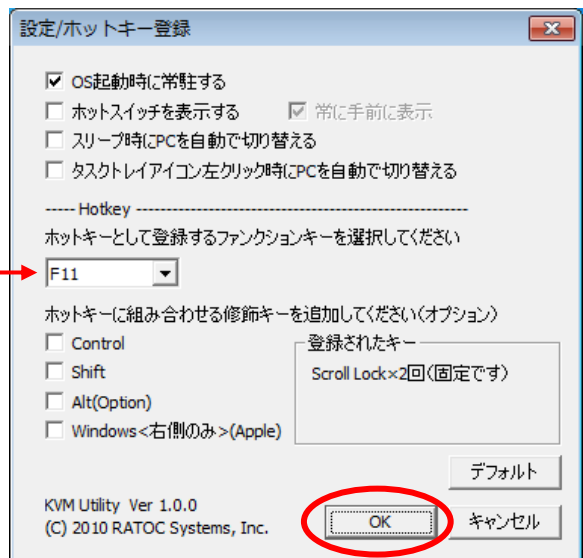 設定/ホットキー登録
OS起動時に常駐する
ホットスイッチを表示する 常に手前に表示
スリープ時にPCを自動で切り替える
タスクトレイアイコン左クリック時にPCを自動で切り替える
----- Hotkey -----------------------------------------------
ホットキーとして登録するファンクションキーを選択してください
F11
ホットキーに組み合わせる修飾キーを追加してください(オプション)
Control
Shift
Alt(Option)
Windows<右側のみ>(Apple)
登録されたキー
Scroll Lock×2回(固定です)
デフォルト
KVM Utility Ver 1.0.0
(C) 2010 RATOC Systems, Inc.
OK キャンセル